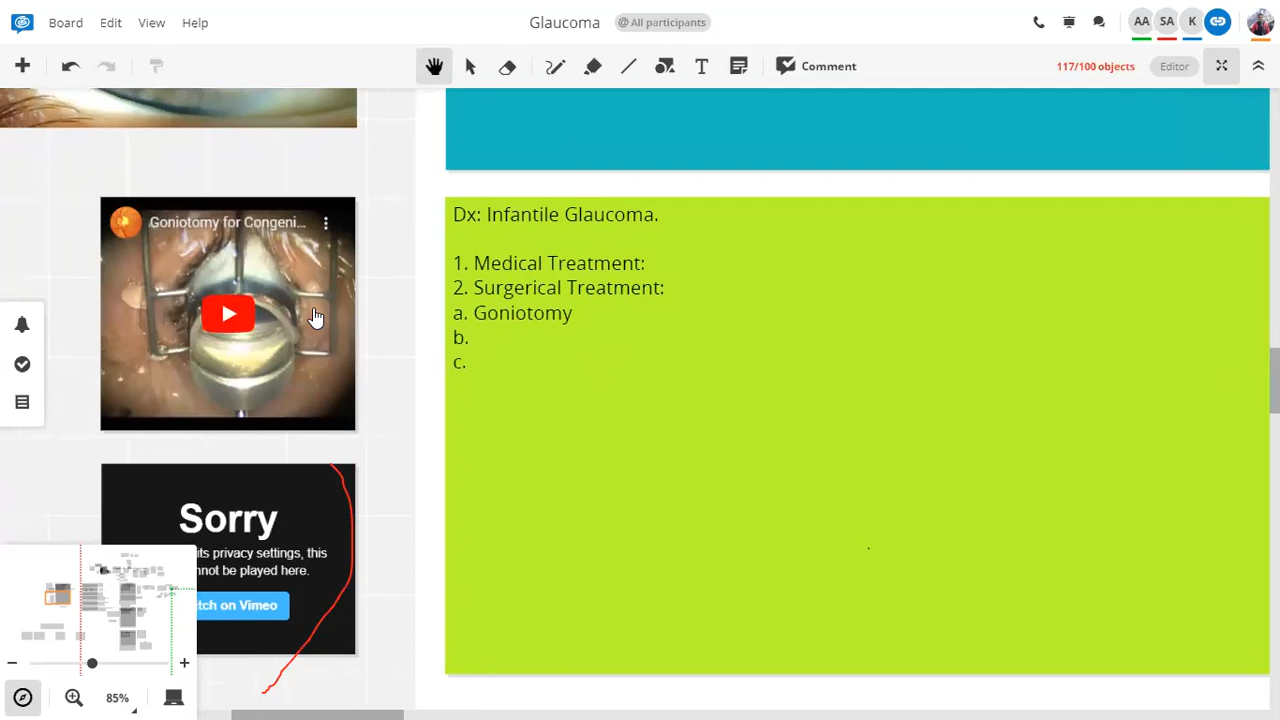 Board Edit View Help
Glaucoma
@ All participants
AA SA K
Comment
117/100 objects
Editor
Goniotomy for Congeni...
Dx: Infantile Glaucoma.
1. Medical Treatment:
2. Surgerical Treatment:
a. Goniotomy
b.
c.
Sorry
its privacy settings, this
nnot be played here.
tch on Vimeo
85%